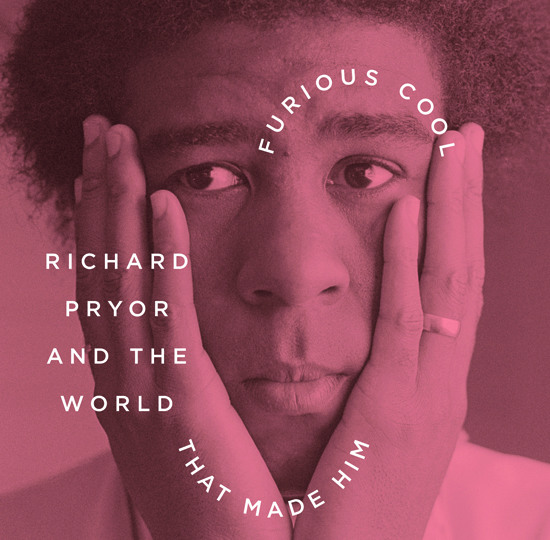 FURIOUS COOL
RICHARD
PRYOR
AND THE
WORLD
THAT MADE HIM